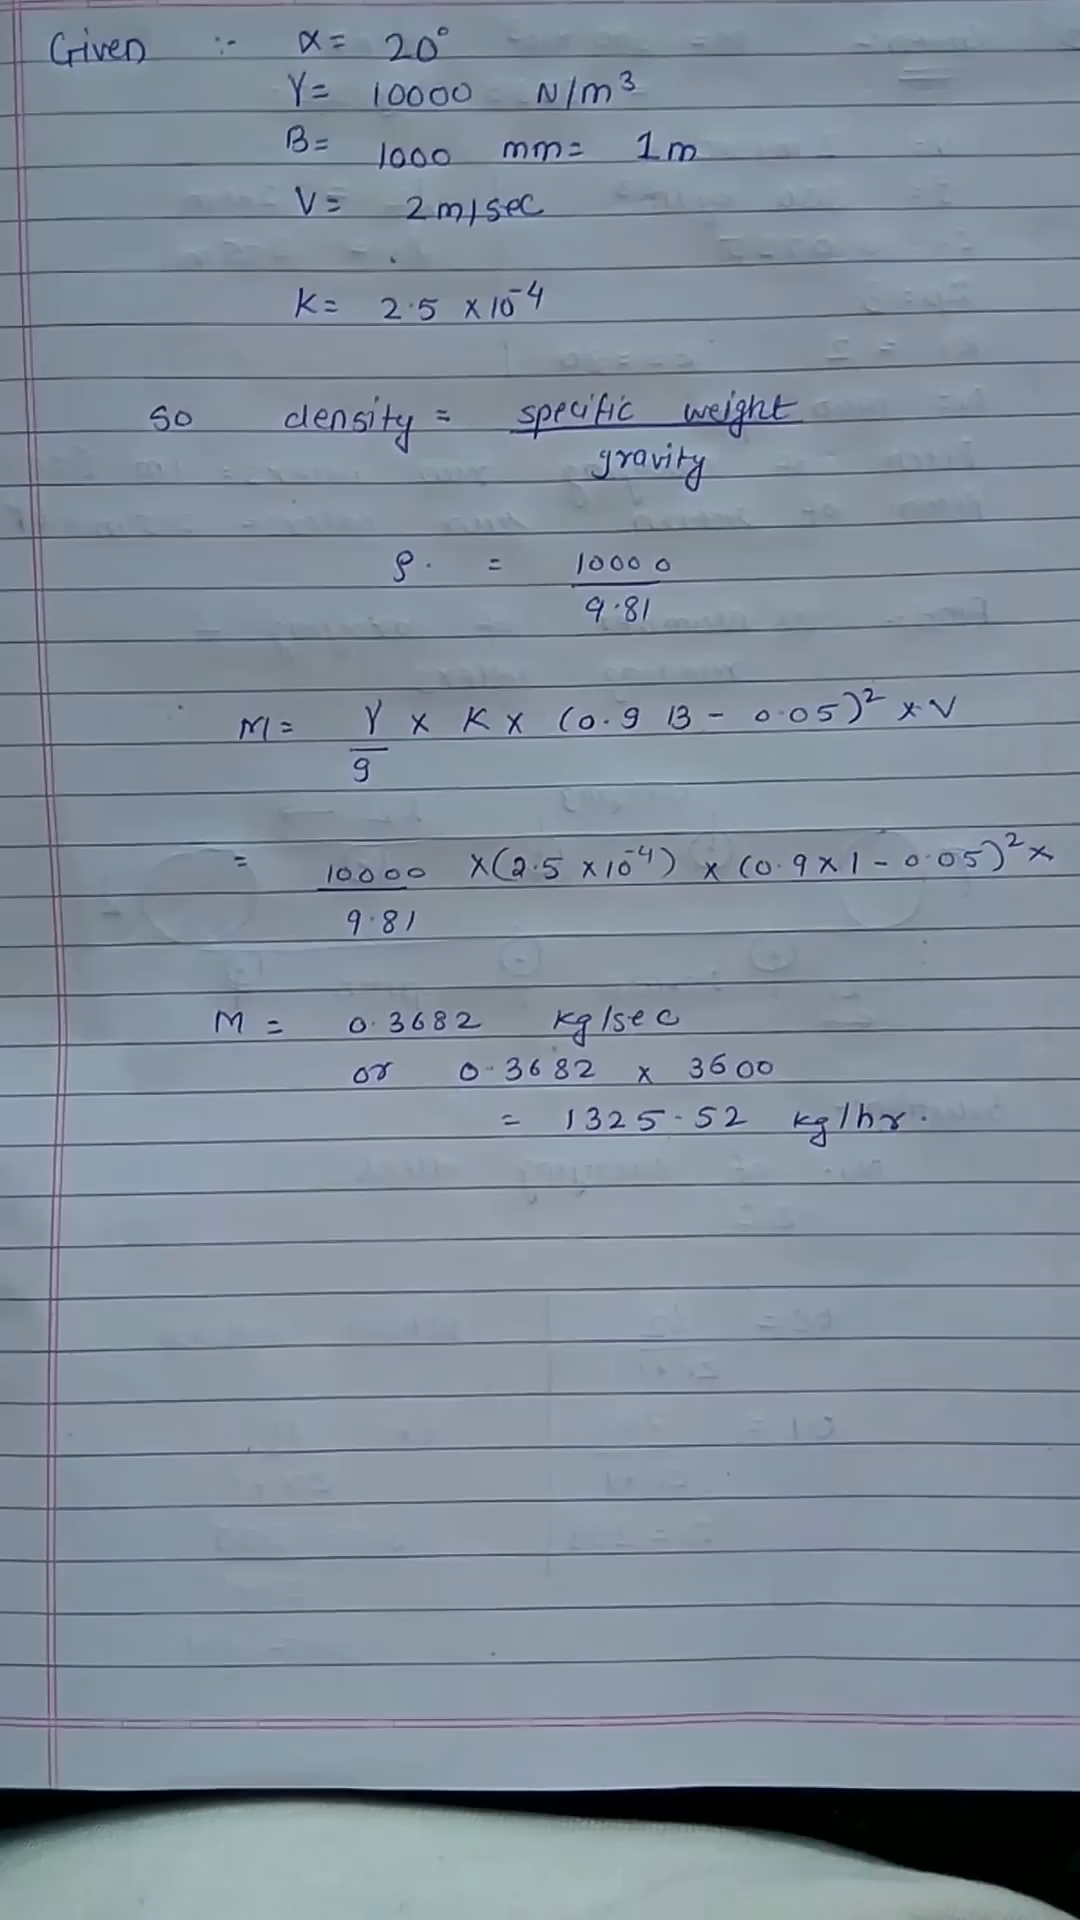 Given :- α = 20°
γ = 10000 N/m³
B = 1000 mm = 1m
V = 2m/sec
K = 2.5 × 10⁻⁴
So density = specific weight
gravity
ρ. = 10000
9.81
M = γ × K × (0.9 B - 0.05)² × V
g
= 10000 × (2.5 × 10⁻⁴) × (0.9 × 1 - 0.05)² ×
9.81
M = 0.3682 kg/sec
or 0.3682 × 3600
= 1325.52 kg/hr.